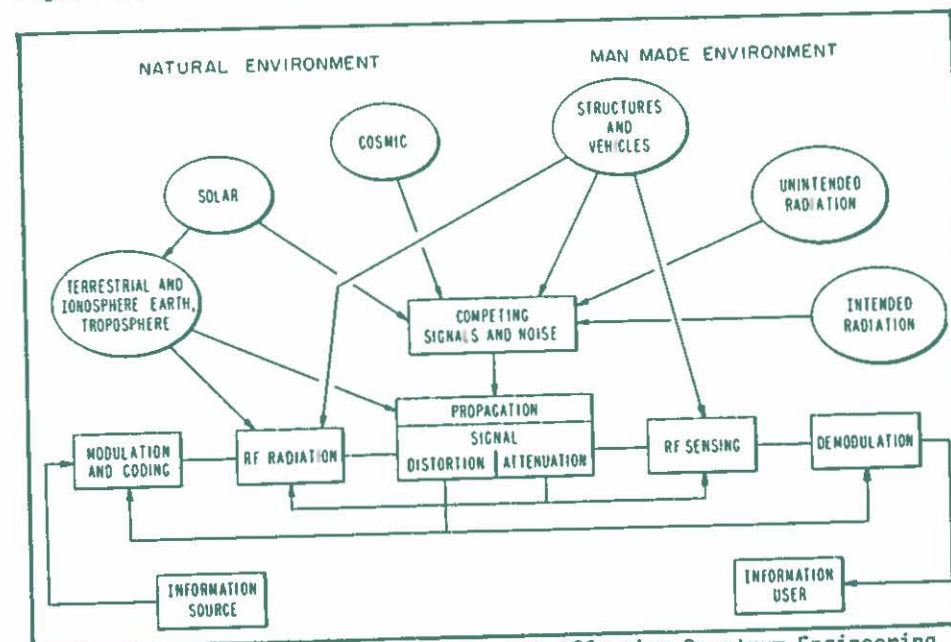 NATURAL ENVIRONMENT
MAN MADE ENVIRONMENT
STRUCTURES
AND
VEHICLES
COSMIC
SOLAR
UNINTENDED
RADIATION
TERRESTRIAL AND
IONOSPHERE EARTH,
TROPOSPHERE
COMPETING
SIGNALS AND NOISE
INTENDED
RADIATION
PROPAGATION
SIGNAL
DISTORTION
ATTENUATION
MODULATION
AND CODING
RF RADIATION
RF SENSING
DEMODULATION
INFORMATION
SOURCE
INFORMATION
USER
Spectrum Engineering